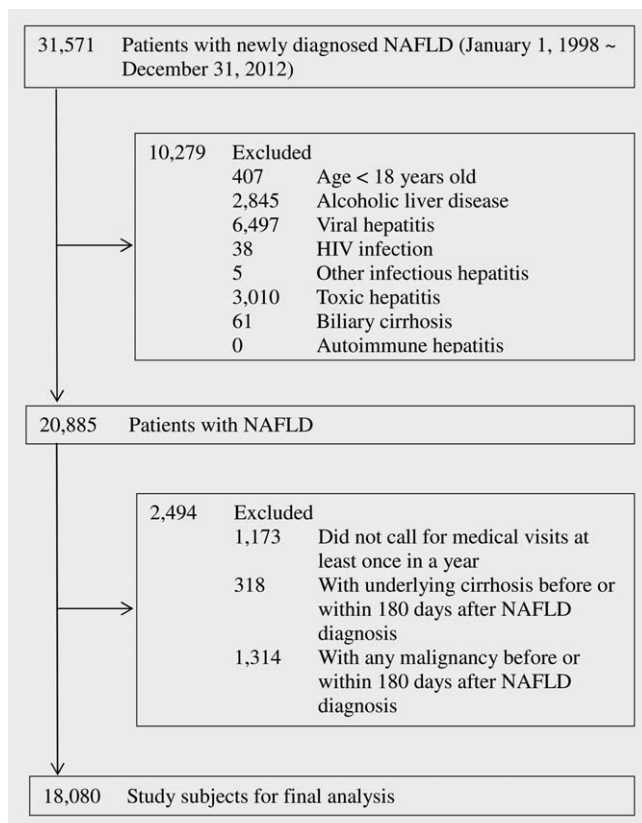 31,571 Patients with newly diagnosed NAFLD (January 1, 1998 ~
December 31, 2012)
10,279 Excluded
407 Age < 18 years old
2,845 Alcoholic liver disease
6,497 Viral hepatitis
38 HIV infection
5 Other infectious hepatitis
3,010 Toxic hepatitis
61 Biliary cirrhosis
0 Autoimmune hepatitis
20,885 Patients with NAFLD
2,494 Excluded
1,173 Did not call for medical visits at
least once in a year
318 With underlying cirrhosis before or
within 180 days after NAFLD
diagnosis
1,314 With any malignancy before or
within 180 days after NAFLD
diagnosis
18,080 Study subjects for final analysis